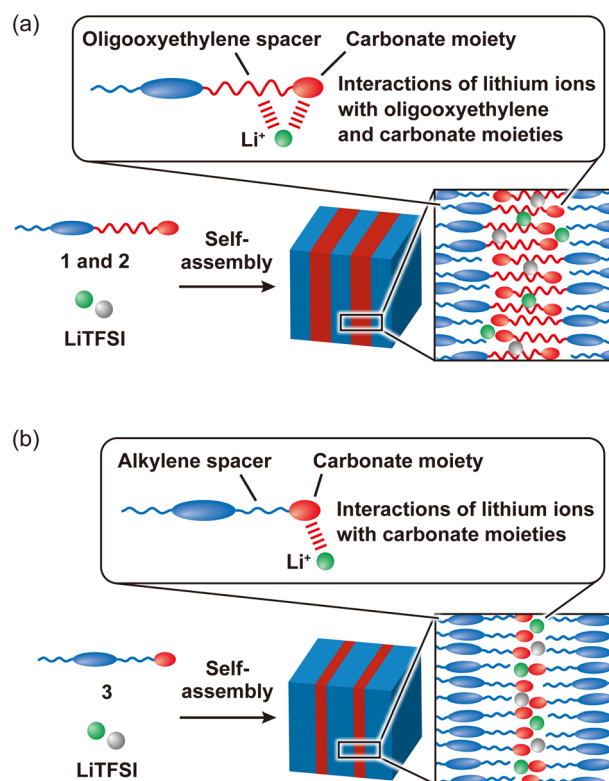 (a)
Oligooxyethylene spacer
Carbonate moiety
Interactions of lithium ions
with oligooxyethylene
and carbonate moieties
Li⁺
1 and 2
LiTFSI
Self-
assembly
(b)
Alkylene spacer
Carbonate moiety
Interactions of lithium ions
with carbonate moieties
Li⁺
3
LiTFSI
Self-
assembly